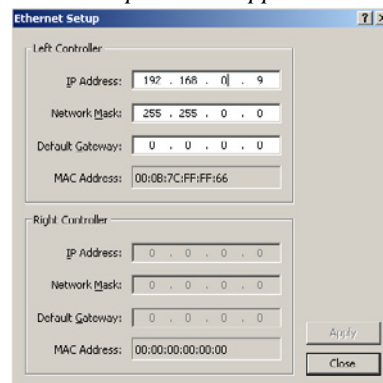 Ethernet Setup
Left Controller
IP Address: 192 . 168 . 0 . 9
Network Mask: 255 . 255 . 0 . 0
Default Gateway: 0 . 0 . 0 . 0
MAC Address: 00:0B:7C:FF:FF:66
Right Controller
IP Address: 0 . 0 . 0 . 0
Network Mask: 0 . 0 . 0 . 0
Default Gateway: 0 . 0 . 0 . 0
MAC Address: 00:00:00:00:00:00
Apply
Close